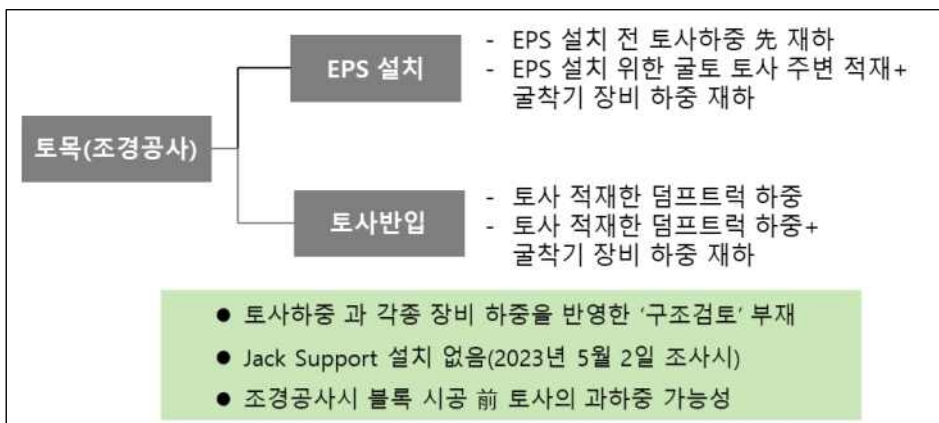 EPS 설치
- EPS 설치 전 토사하중 先 재하
- EPS 설치 위한 굴토 토사 주변 적재+
굴착기 장비 하중 재하
토목(조경공사)
토사반입
- 토사 적재한 덤프트럭 하중
- 토사 적재한 덤프트럭 하중+
굴착기 장비 하중 재하
● 토사하중 과 각종 장비 하중을 반영한 '구조검토' 부재
● Jack Support 설치 없음(2023년 5월 2일 조사시)
● 조경공사시 블록 시공 前 토사의 과하중 가능성